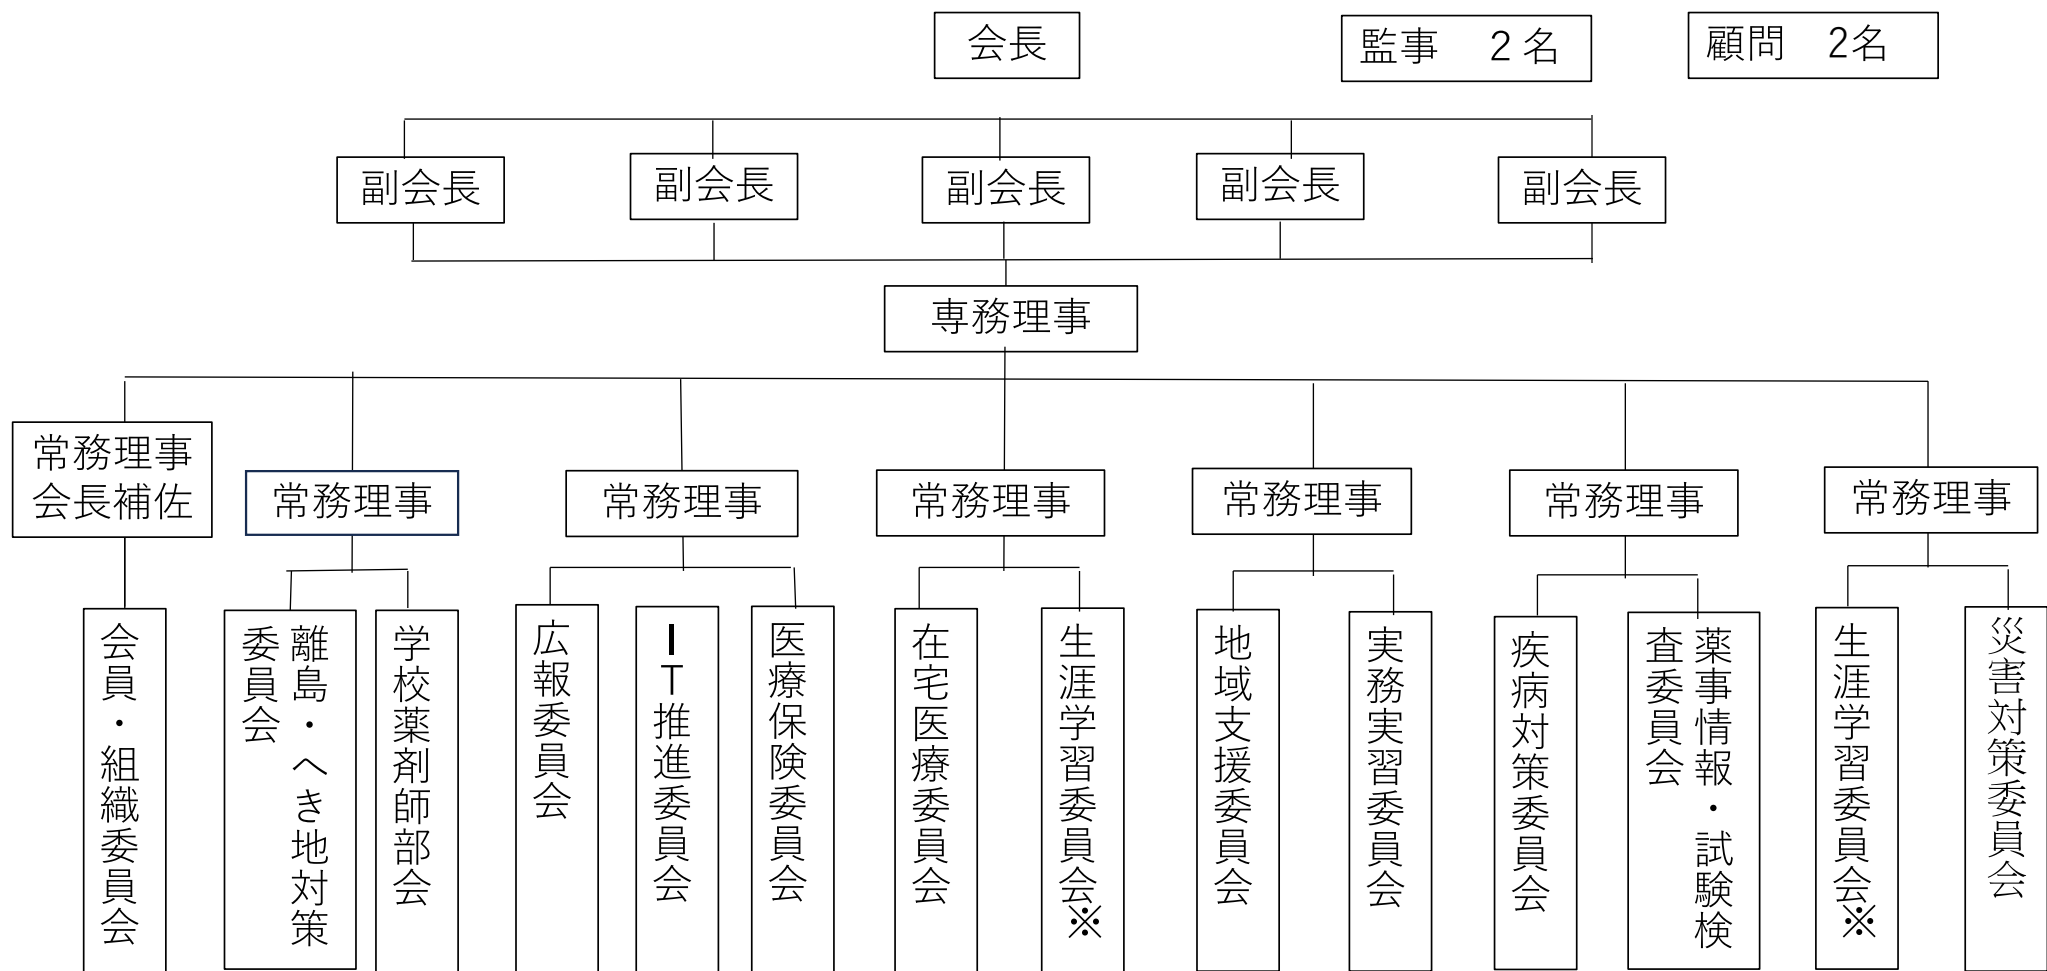 会長
監事　２名
顧問　2名
副会長
副会長
副会長
副会長
副会長
専務理事
常務理事
会長補佐
常務理事
常務理事
常務理事
常務理事
常務理事
常務理事
会員・組織委員会
離島・へき地対策
委員会
学校薬剤師部会
広報委員会
IT推進委員会
医療保険委員会
在宅医療委員会
生涯学習委員会※
地域支援委員会
実務実習委員会
疾病対策委員会
薬事情報・試験検
査委員会
生涯学習委員会※
災害対策委員会